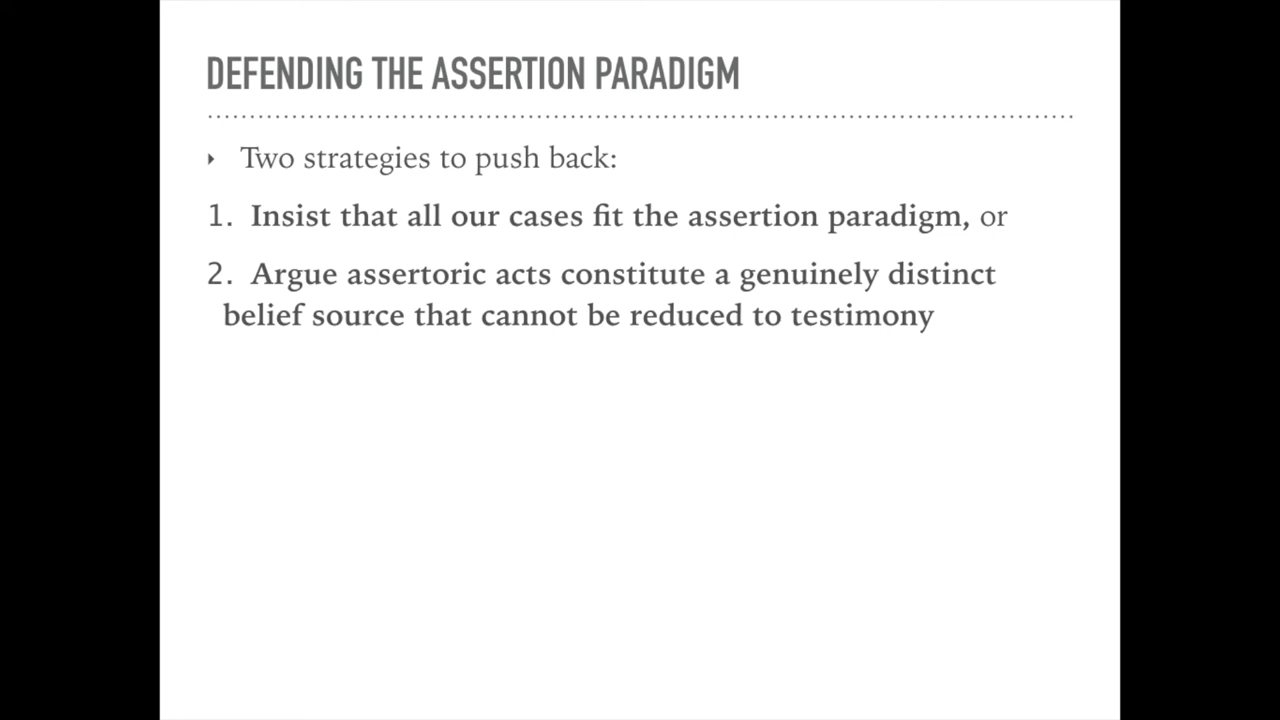 DEFENDING THE ASSERTION PARADIGM
‣ Two strategies to push back:
1. Insist that all our cases fit the assertion paradigm, or
2. Argue assertoric acts constitute a genuinely distinct
belief source that cannot be reduced to testimony